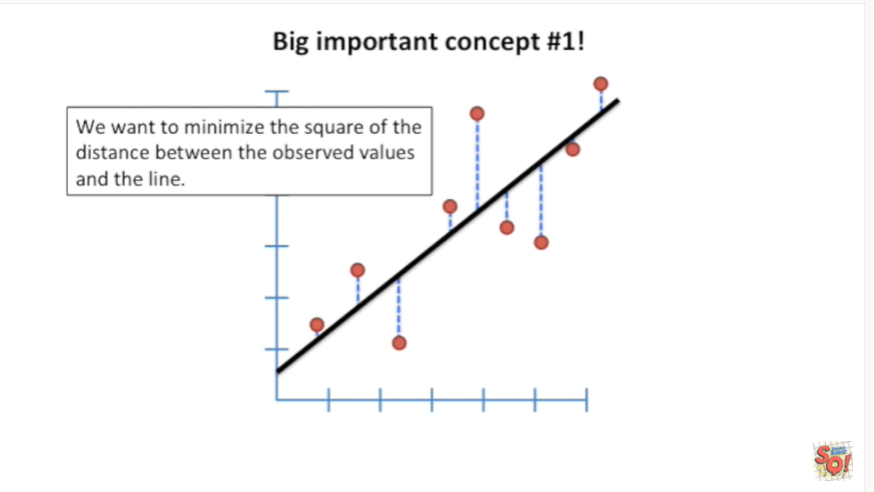 Big important concept #1!
We want to minimize the square of the
distance between the observed values
and the line.
SQ!